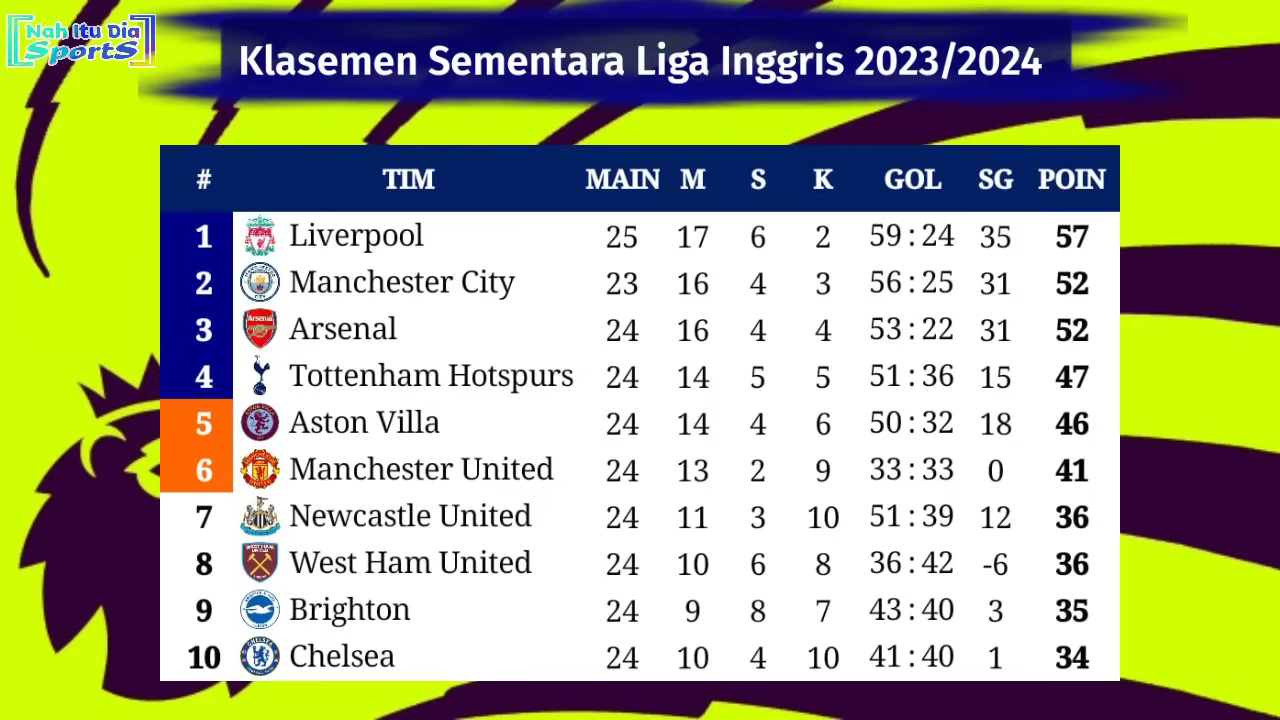 Nah Itu Dia
Sports
Klasemen Sementara Liga Inggris 2023/2024
# TIM MAIN M S K GOL SG POIN
1 Liverpool 25 17 6 2 59:24 35 57
2 Manchester City 23 16 4 3 56:25 31 52
3 Arsenal 24 16 4 4 53:22 31 52
4 Tottenham Hotspurs 24 14 5 5 51:36 15 47
5 Aston Villa 24 14 4 6 50:32 18 46
6 Manchester United 24 13 2 9 33:33 0 41
7 Newcastle United 24 11 3 10 51:39 12 36
8 West Ham United 24 10 6 8 36:42 -6 36
9 Brighton 24 9 8 7 43:40 3 35
10 Chelsea 24 10 4 10 41:40 1 34